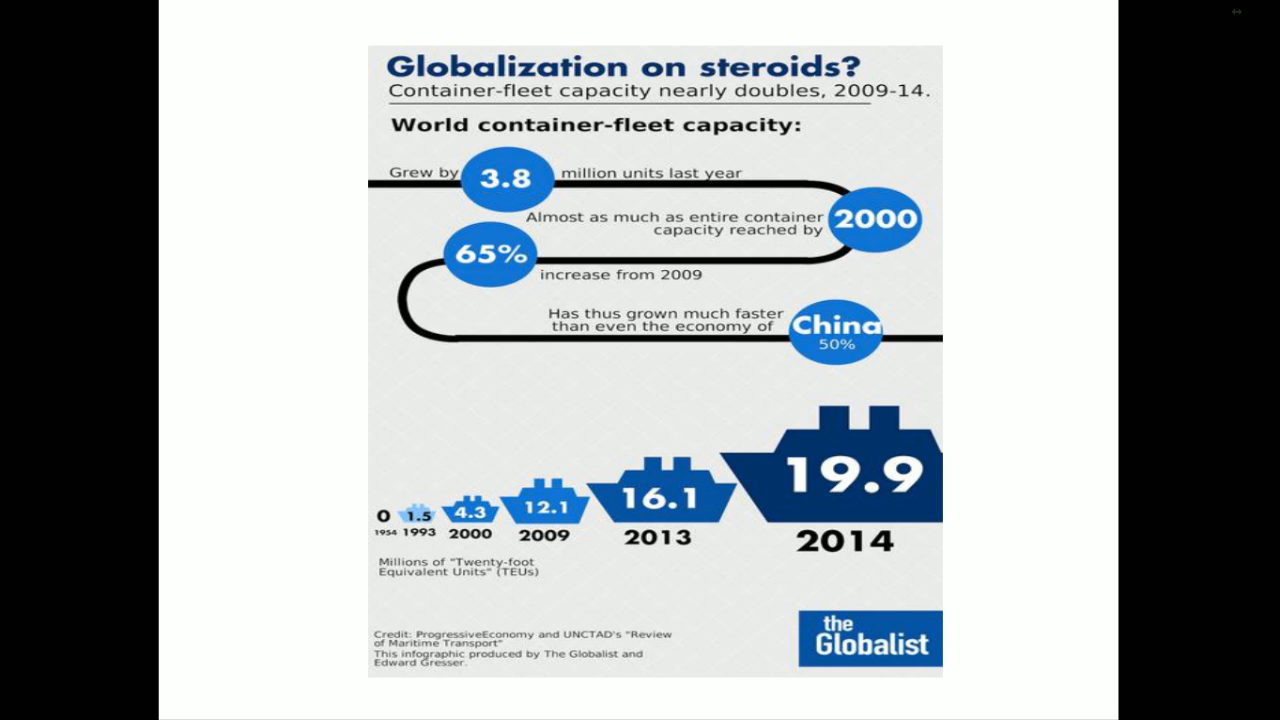 Globalization on steroids?
Container-fleet capacity nearly doubles, 2009-14.
World container-fleet capacity:
Grew by 3.8 million units last year
Almost as much as entire container
capacity reached by 2000
65%
increase from 2009
Has thus grown much faster
than even the economy of China
50%
0 1.5 4.3 12.1 16.1 19.9
1954 1993 2000 2009 2013 2014
Millions of "Twenty-foot
Equivalent Units" (TEUs)
Credit: ProgressiveEconomy and UNCTAD's "Review
of Maritime Transport"
This infographic produced by The Globalist and
Edward Gresser.
the
Globalist